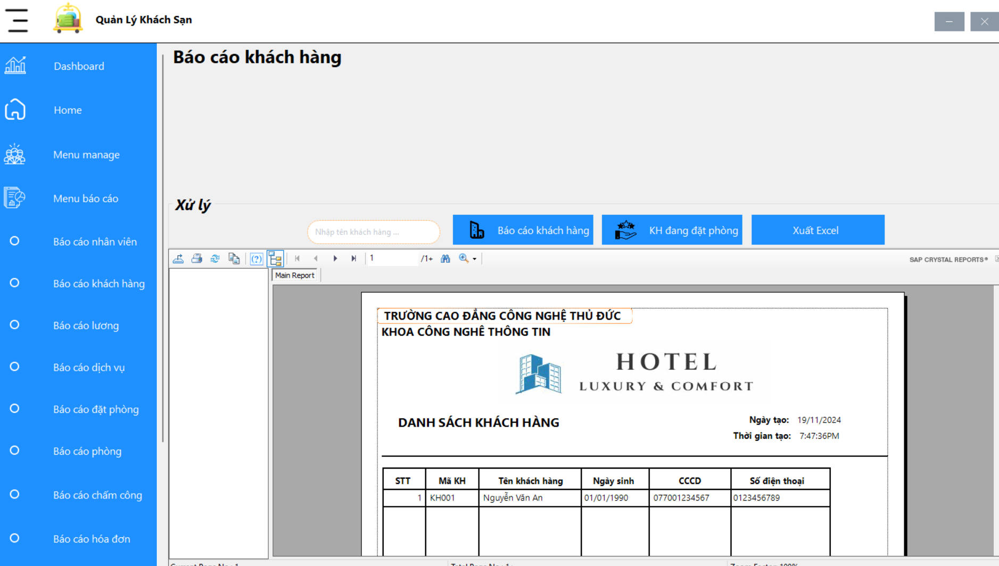 Quản Lý Khách Sạn
Dashboard
Home
Menu manage
Menu báo cáo
Báo cáo nhân viên
Báo cáo khách hàng
Báo cáo lương
Báo cáo dịch vụ
Báo cáo đặt phòng
Báo cáo phòng
Báo cáo chấm công
Báo cáo hóa đơn
Báo cáo khách hàng
Xử lý
Nhập tên khách hàng ...
Báo cáo khách hàng
KH đang đặt phòng
Xuất Excel
1 /1+
SAP CRYSTAL REPORTS®
Main Report
TRƯỜNG CAO ĐẲNG CÔNG NGHỆ THỦ ĐỨC
KHOA CÔNG NGHÊ THÔNG TIN
HOTEL
LUXURY & COMFORT
DANH SÁCH KHÁCH HÀNG
Ngày tạo: 19/11/2024
Thời gian tạo: 7:47:36PM
STT Mã KH Tên khách hàng Ngày sinh CCCD Số điện thoại
1 KH001 Nguyễn Văn An 01/01/1990 077001234567 0123456789